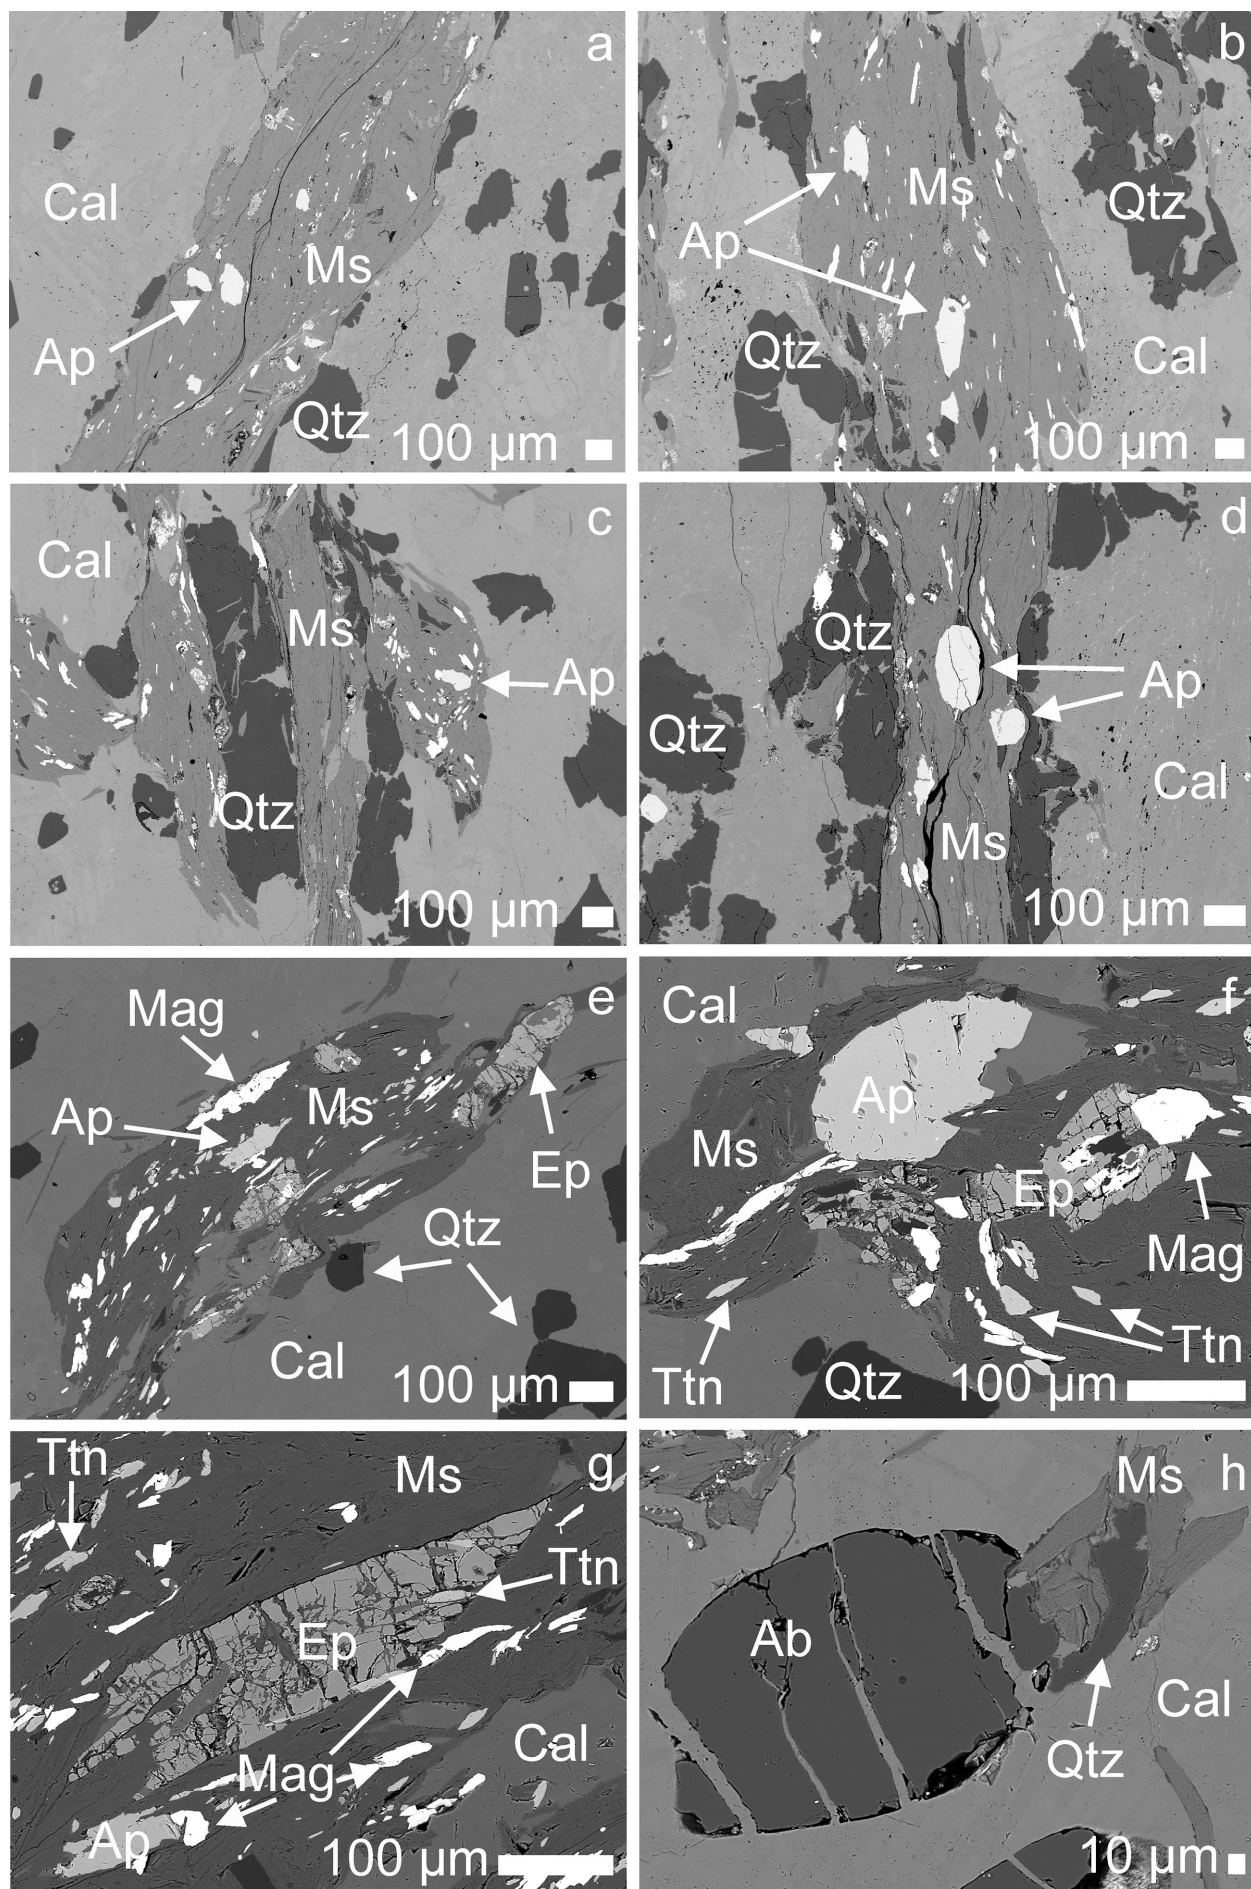 a
Cal
Ms
Ap
Qtz
100 µm
b
Ms
Qtz
Ap
Qtz
Cal
100 µm
c
Cal
Ms
Ap
Qtz
100 µm
d
Qtz
Ap
Qtz
Cal
Ms
100 µm
e
Mag
Ap
Ms
Ep
Qtz
Cal
100 µm
f
Cal
Ap
Ms
Ep
Mag
Ttn
Ttn
Qtz
100 µm
g
Ttn
Ms
Ttn
Ep
Cal
Mag
Ap
100 µm
h
Ms
Ab
Cal
Qtz
10 µm